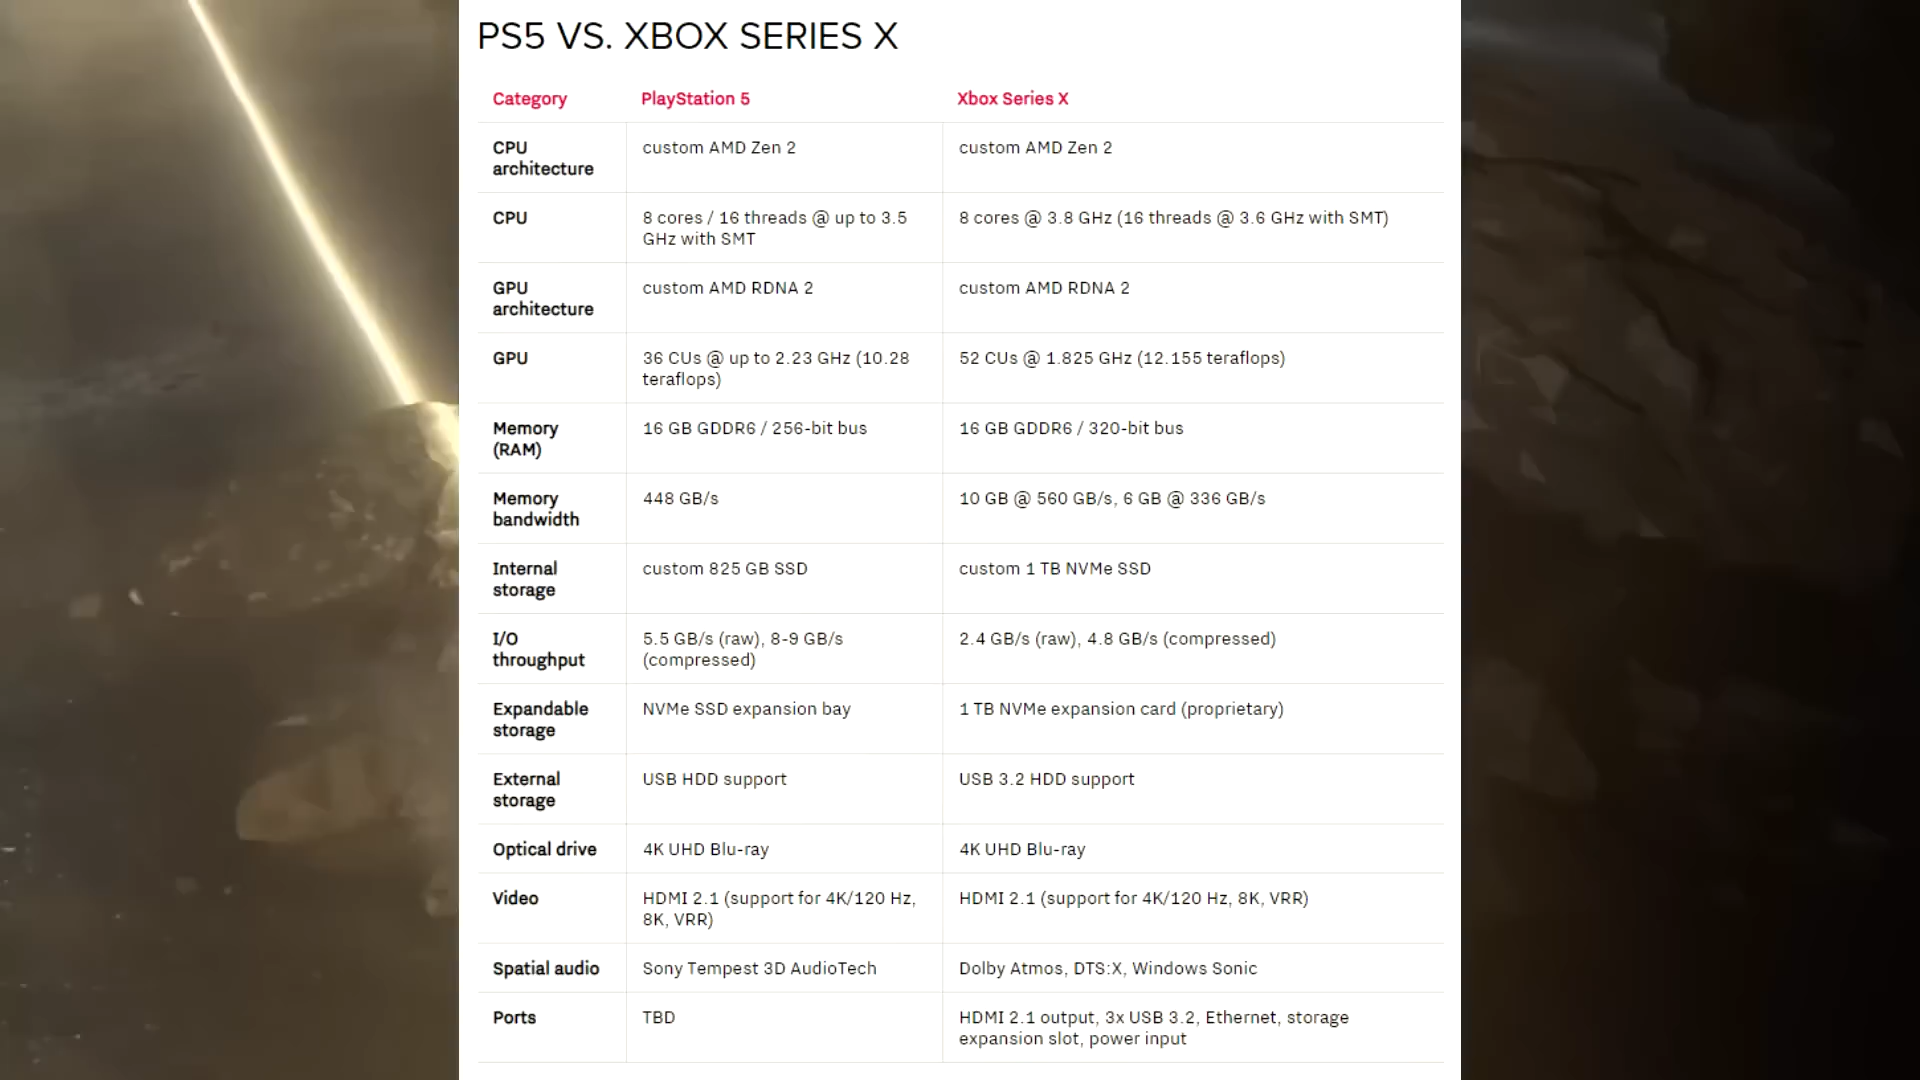 PS5 VS. XBOX SERIES X
Category PlayStation 5 Xbox Series X
CPU architecture custom AMD Zen 2 custom AMD Zen 2
CPU 8 cores / 16 threads @ up to 3.5 GHz with SMT 8 cores @ 3.8 GHz (16 threads @ 3.6 GHz with SMT)
GPU architecture custom AMD RDNA 2 custom AMD RDNA 2
GPU 36 CUs @ up to 2.23 GHz (10.28 teraflops) 52 CUs @ 1.825 GHz (12.155 teraflops)
Memory (RAM) 16 GB GDDR6 / 256-bit bus 16 GB GDDR6 / 320-bit bus
Memory bandwidth 448 GB/s 10 GB @ 560 GB/s, 6 GB @ 336 GB/s
Internal storage custom 825 GB SSD custom 1 TB NVMe SSD
I/O throughput 5.5 GB/s (raw), 8-9 GB/s (compressed) 2.4 GB/s (raw), 4.8 GB/s (compressed)
Expandable storage NVMe SSD expansion bay 1 TB NVMe expansion card (proprietary)
External storage USB HDD support USB 3.2 HDD support
Optical drive 4K UHD Blu-ray 4K UHD Blu-ray
Video HDMI 2.1 (support for 4K/120 Hz, 8K, VRR) HDMI 2.1 (support for 4K/120 Hz, 8K, VRR)
Spatial audio Sony Tempest 3D AudioTech Dolby Atmos, DTS:X, Windows Sonic
Ports TBD HDMI 2.1 output, 3x USB 3.2, Ethernet, storage expansion slot, power input